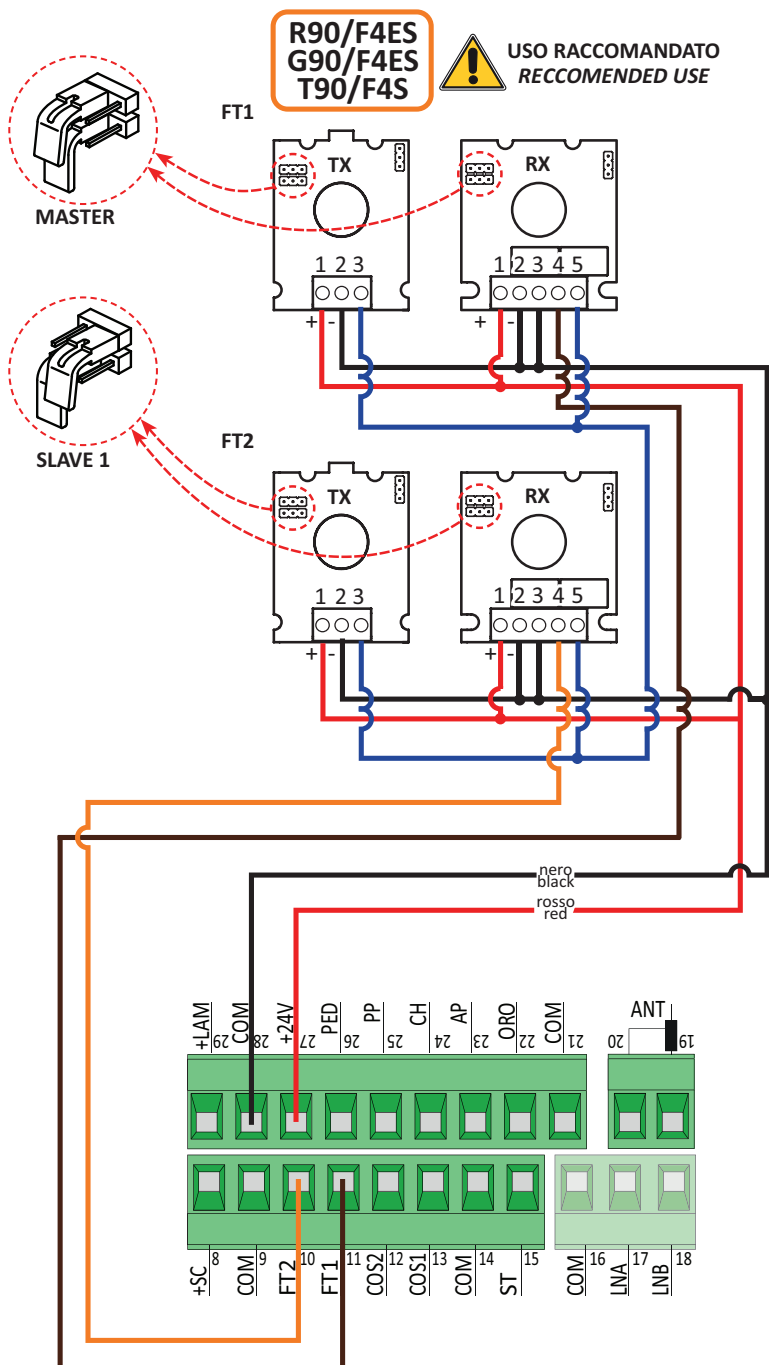 R90/F4ES
G90/F4ES
T90/F4S
USO RACCOMANDATO
RECCOMENDED USE
FT1
MASTER
TX
RX
1 2 3
1 2 3 4 5
+ -
+ -
SLAVE 1
FT2
TX
RX
1 2 3
1 2 3 4 5
+ -
+ -
nero
black
rosso
red
+LAM 29
COM 28
+24V 27
PED 26
PP 25
CH 24
AP 23
ORO 22
COM 21
ANT
20
19
+SC 8
COM 9
FT2 10
FT1 11
COS2 12
COS1 13
COM 14
ST 15
COM 16
LNA 17
LNB 18